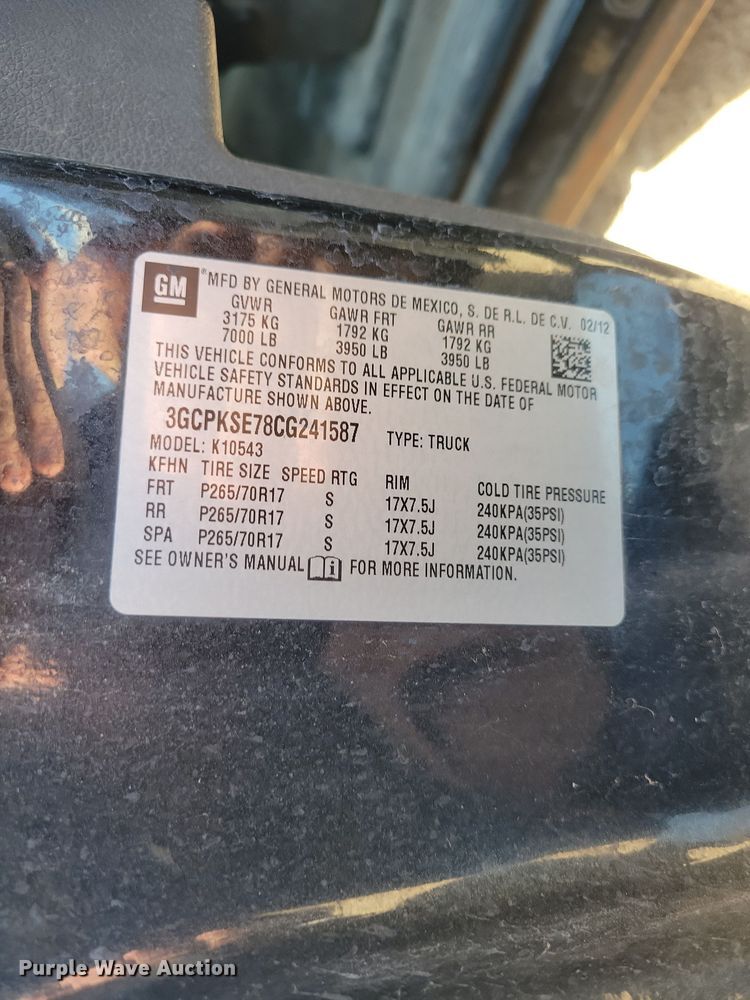 GM ®MFD BY GENERAL MOTORS DE MEXICO, S. DE R.L. DE C.V. 02/12
GVWR GAWR FRT GAWR RR
3175 KG 1792 KG 1792 KG
7000 LB 3950 LB 3950 LB
THIS VEHICLE CONFORMS TO ALL APPLICABLE U.S. FEDERAL MOTOR
VEHICLE SAFETY STANDARDS IN EFFECT ON THE DATE OF
MANUFACTURE SHOWN ABOVE.
3GCPKSE78CG241587 TYPE: TRUCK
MODEL: K10543
KFHN TIRE SIZE SPEED RTG RIM COLD TIRE PRESSURE
FRT P265/70R17 S 17X7.5J 240KPA(35PSI)
RR P265/70R17 S 17X7.5J 240KPA(35PSI)
SPA P265/70R17 S 17X7.5J 240KPA(35PSI)
SEE OWNER'S MANUAL i FOR MORE INFORMATION.
Purple Wave Auction